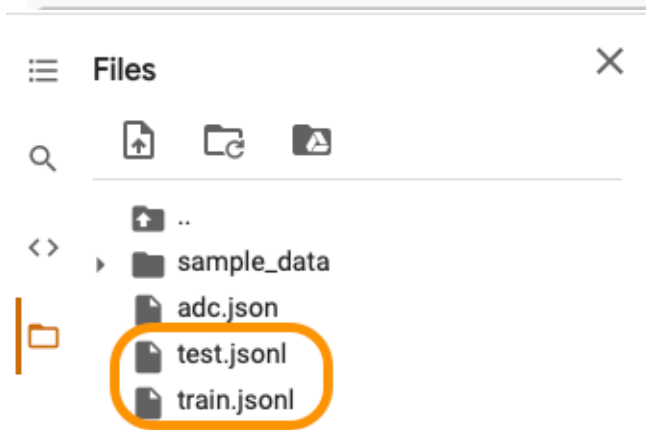 Files
..
sample_data
adc.json
test.jsonl
train.jsonl